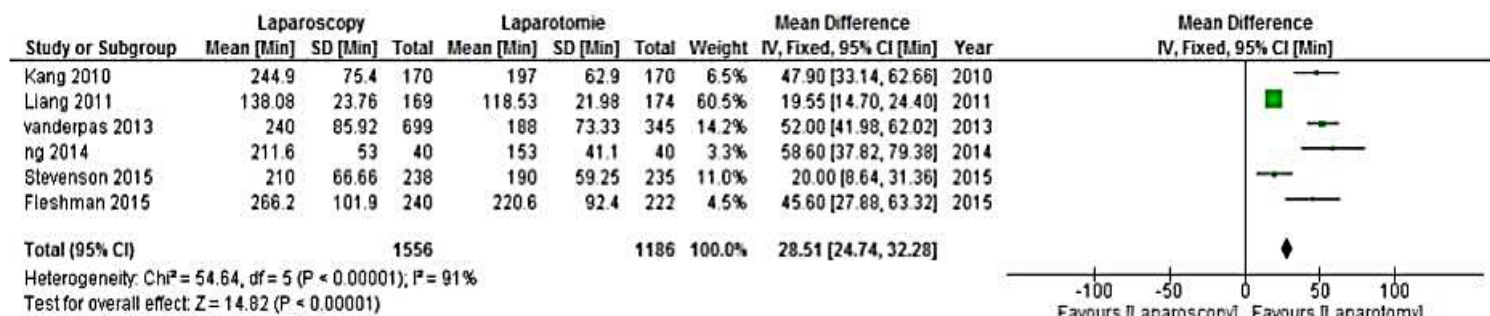 Laparoscopy Laparotomie Mean Difference Mean Difference
Study or Subgroup Mean [Min] SD [Min] Total Mean [Min] SD [Min] Total Weight IV, Fixed, 95% CI [Min] Year IV, Fixed, 95% CI [Min]
Kang 2010 244.9 75.4 170 197 62.9 170 6.5% 47.90 [33.14, 62.66] 2010
Liang 2011 138.08 23.76 169 118.53 21.98 174 60.5% 19.55 [14.70, 24.40] 2011
vanderpas 2013 240 85.92 699 188 73.33 345 14.2% 52.00 [41.98, 62.02] 2013
ng 2014 211.6 53 40 153 41.1 40 3.3% 58.60 [37.82, 79.38] 2014
Stevenson 2015 210 66.66 238 190 59.25 235 11.0% 20.00 [8.64, 31.36] 2015
Fleshman 2015 266.2 101.9 240 220.6 92.4 222 4.5% 45.60 [27.88, 63.32] 2015
Total (95% CI) 1556 1186 100.0% 28.51 [24.74, 32.28]
Heterogeneity: Chi² = 54.64, df = 5 (P < 0.00001); I² = 91%
Test for overall effect: Z = 14.82 (P < 0.00001)
-100 -50 0 50 100
Favours [Laparoscopy] Favours [Laparotomy]